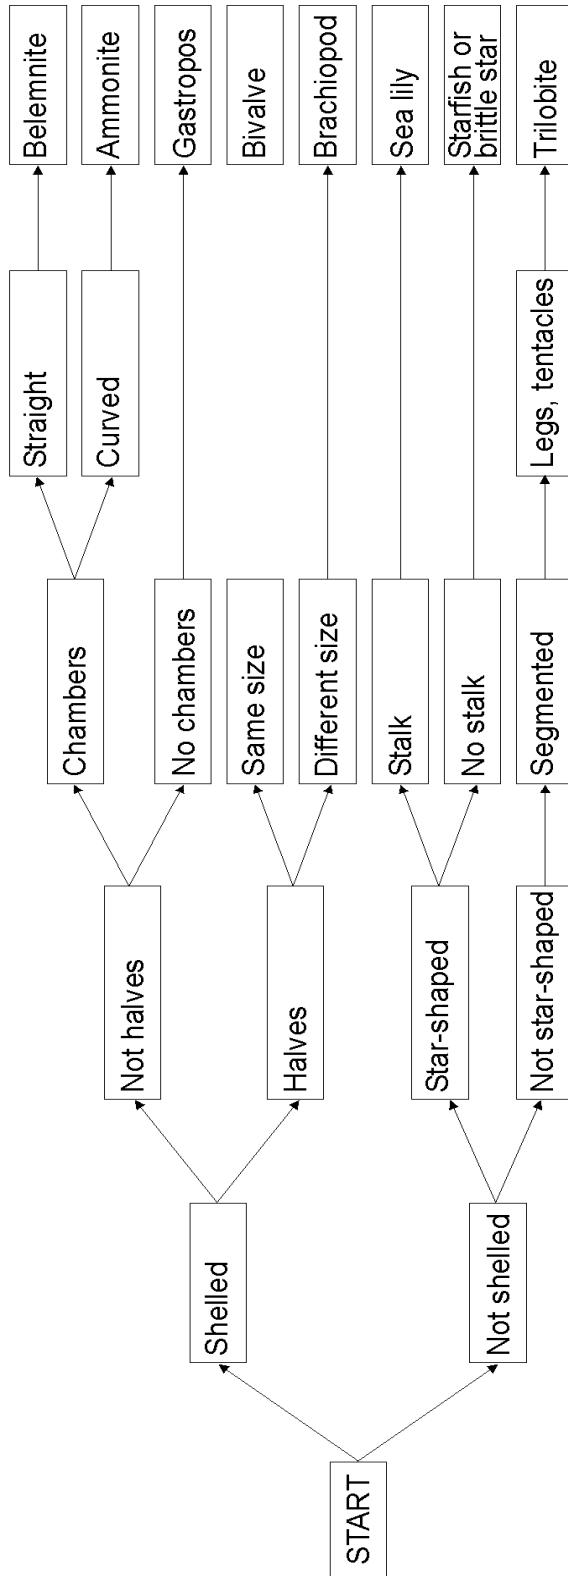 START
Shelled
Not shelled
Not halves
Halves
Star-shaped
Not star-shaped
Chambers
No chambers
Same size
Different size
Stalk
No stalk
Segmented
Straight
Curved
Legs, tentacles
Belemnite
Ammonite
Gastropos
Bivalve
Brachiopod
Sea lily
Starfish or
brittle star
Trilobite